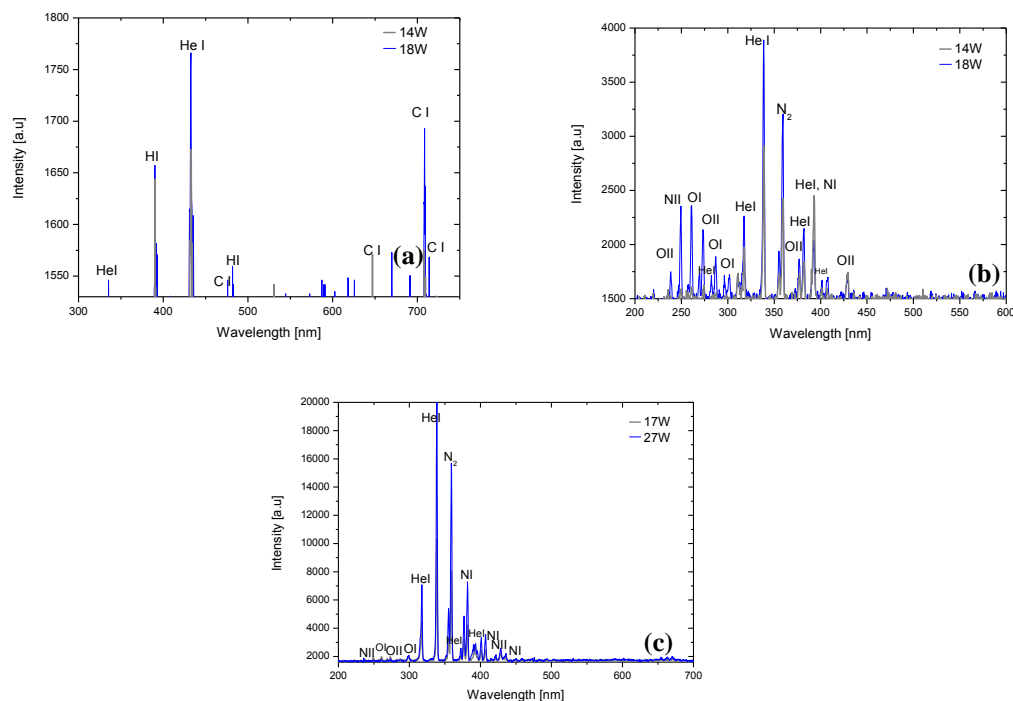 1800
1750
1700
1650
1600
1550
Intensity [a.u]
300 400 500 600 700
Wavelength [nm]
14W
18W
He I
C I
HI
HI
HeI
C I
C I
C I
(a)
4000
3500
3000
2500
2000
1500
Intensity [a.u]
200 250 300 350 400 450 500 550 600
Wavelength [nm]
14W
18W
He I
N2
HeI, NI
NII
OI
OII
HeI
HeI
OI
OII
OII
HeI
OI
HeI
OII
(b)
20000
18000
16000
14000
12000
10000
8000
6000
4000
2000
Intensity [a.u]
200 300 400 500 600 700
Wavelength [nm]
17W
27W
HeI
N2
HeI
NI
HeI
HeI
NI
NII
NI
NII
OI
OII
OI
(c)